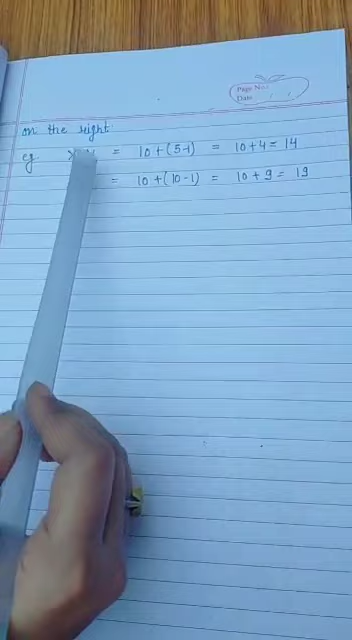 Page No.:
Date:
on the right.
eg = 10+(5-1) = 10+4= 14
= 10+(10-1) = 10+9= 19